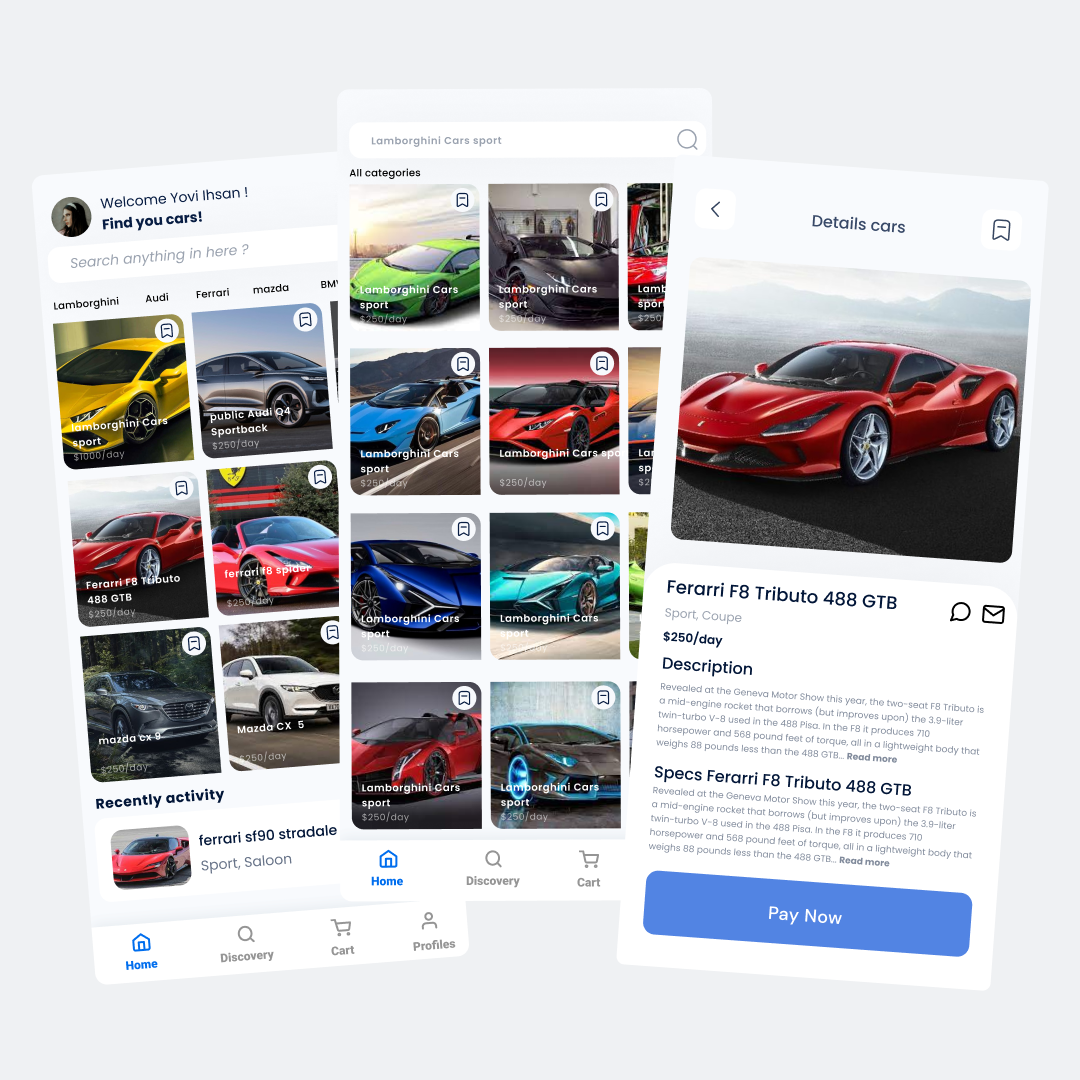 Welcome Yovi Ihsan !
Find you cars!
Search anything in here ?
Lamborghini Audi Ferrari mazda BMW
lamborghini Cars
sport
$1000/day
public Audi Q4
Sportback
$250/day
Ferarri F8 Tributo
488 GTB
$250/day
ferrari f8 spider
$250/day
mazda cx 9
$250/day
Mazda CX 5
$250/day
Recently activity
ferrari sf90 stradale
Sport, Saloon
Home
Discovery
Cart
Profiles
Lamborghini Cars sport
All categories
Lamborghini Cars
sport
$250/day
Lamborghini Cars
sport
$250/day
Lamb
sport
$250
Lamborghini Cars
sport
$250/day
Lamborghini Cars spo
$250/day
Lan
sp
$25
Lamborghini Cars
sport
$250/day
Lamborghini Cars
sport
$250/day
Lamborghini Cars
sport
$250/day
Lamborghini Cars
sport
$250/day
Home
Discovery
Cart
Details cars
Ferarri F8 Tributo 488 GTB
Sport, Coupe
$250/day
Description
Revealed at the Geneva Motor Show this year, the two-seat F8 Tributo is
a mid-engine rocket that borrows (but improves upon) the 3.9-liter
twin-turbo V-8 used in the 488 Pisa. In the F8 it produces 710
horsepower and 568 pound feet of torque, all in a lightweight body that
weighs 88 pounds less than the 488 GTB... Read more
Specs Ferarri F8 Tributo 488 GTB
Revealed at the Geneva Motor Show this year, the two-seat F8 Tributo is
a mid-engine rocket that borrows (but improves upon) the 3.9-liter
twin-turbo V-8 used in the 488 Pisa. In the F8 it produces 710
horsepower and 568 pound feet of torque, all in a lightweight body that
weighs 88 pounds less than the 488 GTB... Read more
Pay Now